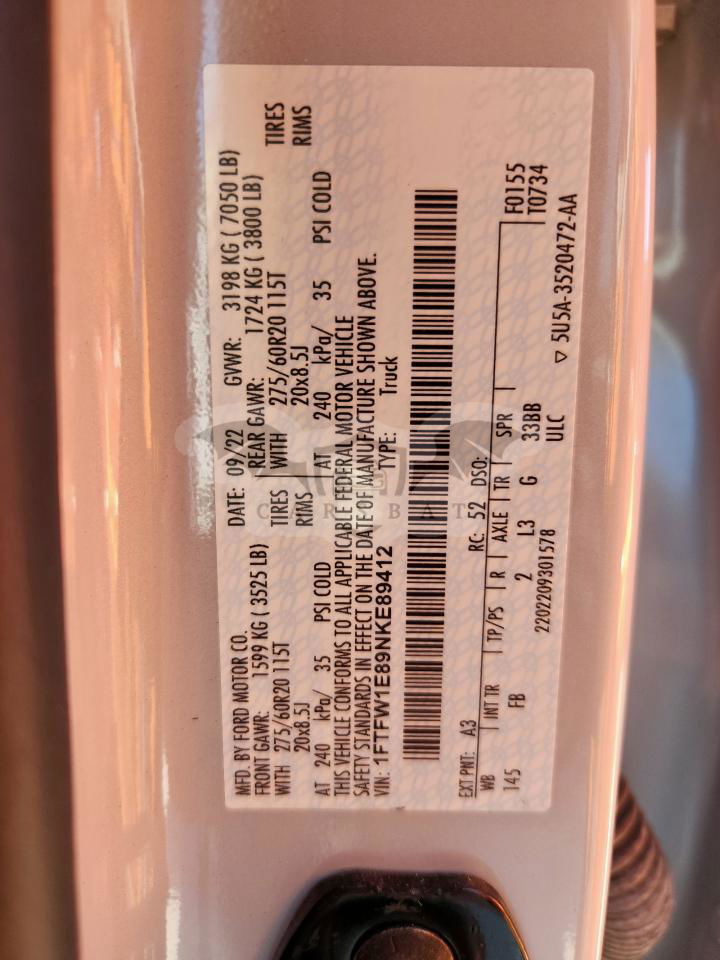 MFD. BY FORD MOTOR CO. DATE: 09/22 GVWR: 3198 KG ( 7050 LB)
FRONT GAWR: 1599 KG ( 3525 LB) REAR GAWR: 1724 KG ( 3800 LB)
WITH 275/60R20 115T TIRES WITH 275/60R20 115T TIRES
20x8.5J RIMS 20x8.5J RIMS
AT 240 kPa/ 35 PSI COLD AT 240 kPa/ 35 PSI COLD
THIS VEHICLE CONFORMS TO ALL APPLICABLE FEDERAL MOTOR VEHICLE
SAFETY STANDARDS IN EFFECT ON THE DATE OF MANUFACTURE SHOWN ABOVE.
VIN: 1FTFW1E89NKE89412 TYPE: Truck
EXT PNT: A3 RC: 52 DSO:
WB INT TR TP/PS R AXLE TR SPR F0155
145 FB 2 L3 G 33BB T0734
2202209301578 ULC
▽ 5U5A-3520472-AA